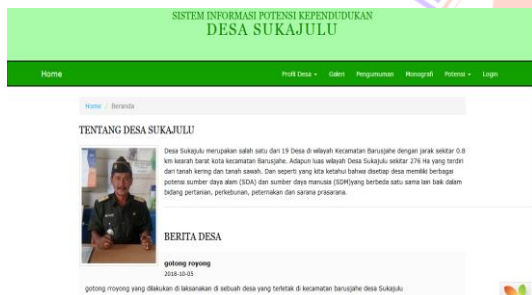 SISTEM INFORMASI POTENSI KEPENDUDUKAN
DESA SUKAJULU
Home Profil Desa Galeri Pengumuman Monografi Potensi Login
Home / Beranda
TENTANG DESA SUKAJULU
Desa Sukajulu merupakan salah satu dari 19 Desa di wilayah Kecamatan Barusjahe dengan jarak sekitar 0.8
km kearah barat kota kecamatan Barusjahe. Adapun luas wilayah Desa Sukajulu sekitar 276 Ha yang terdiri
dari tanah kering dan tanah sawah. Dan seperti yang kita ketahui bahwa disetiap desa memiliki berbagai
potensi sumber daya alam (SDA) dan sumber daya manusia (SDM)yang berbeda satu sama lain baik dalam
bidang pertanian, perkebunan, peternakan dan sarana prasarana.
BERITA DESA
gotong royong
2018-10-05
gotong rroyong yang dilakukan di laksanakan di sebuah desa yang terletak di kecamatan barusjahe desa Sukajulu